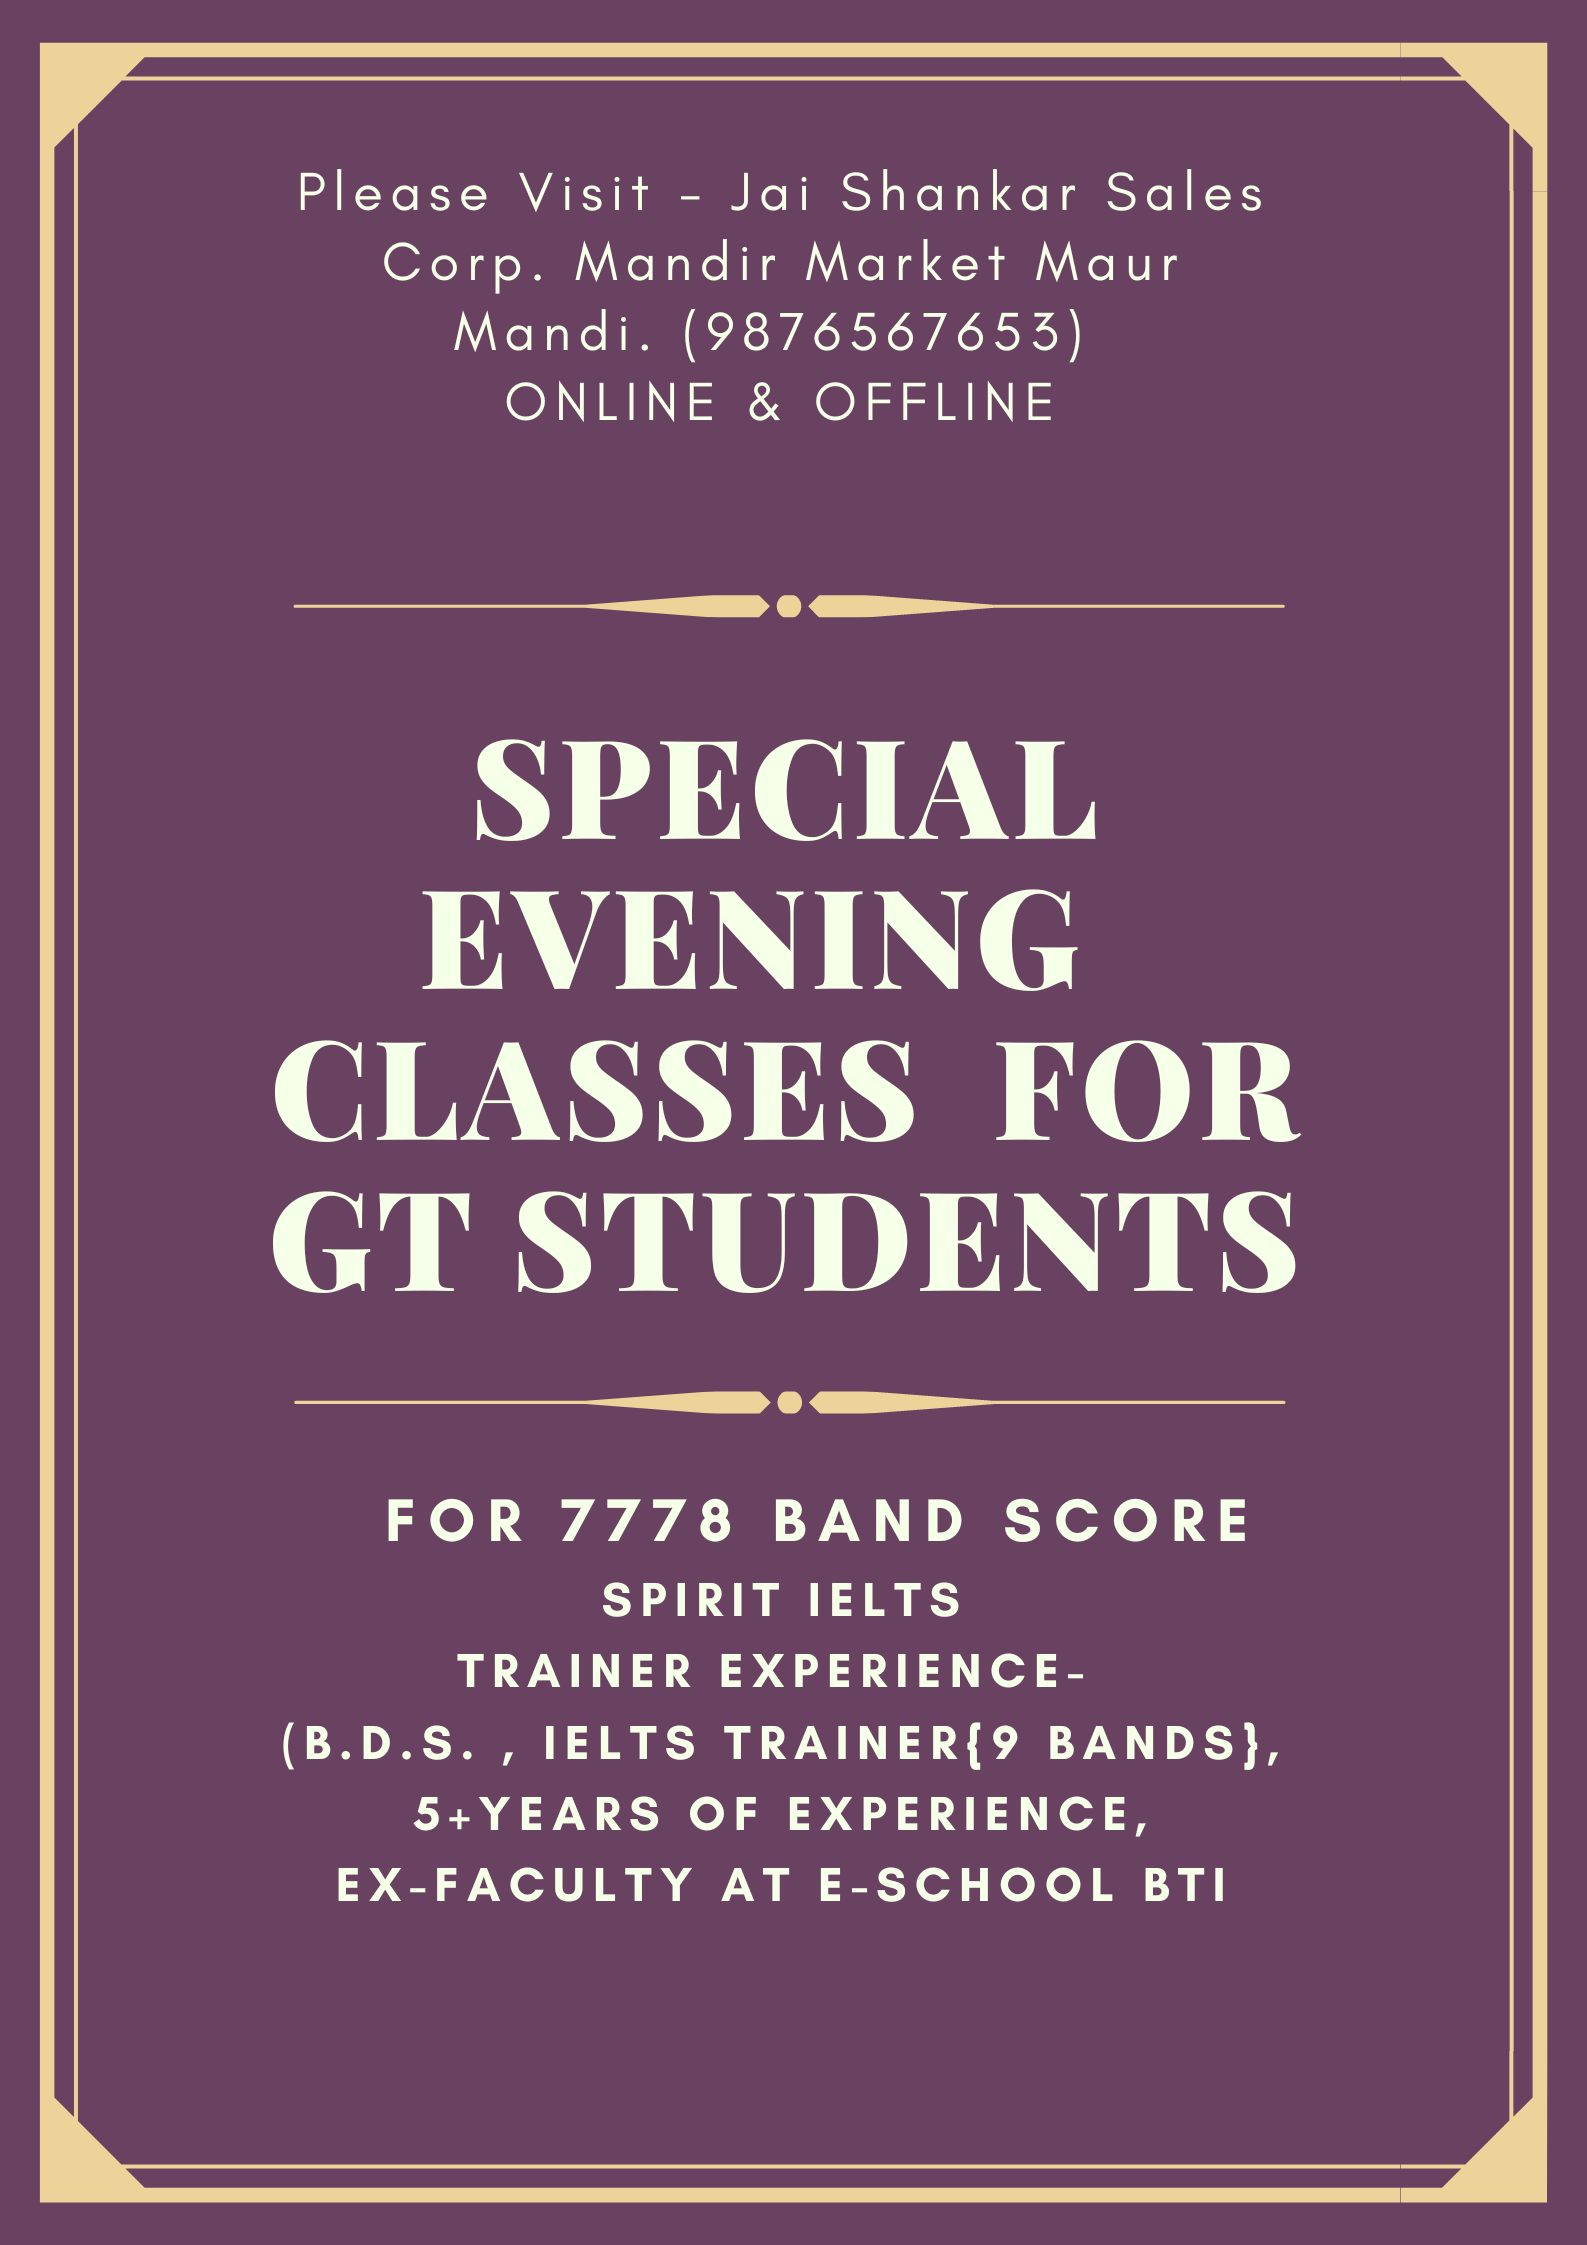 Please Visit - Jai Shankar Sales
Corp. Mandir Market Maur
Mandi. (9876567653)
ONLINE & OFFLINE
SPECIAL
EVENING
CLASSES FOR
GT STUDENTS
FOR 7778 BAND SCORE
SPIRIT IELTS
TRAINER EXPERIENCE-
(B.D.S. , IELTS TRAINER{9 BANDS},
5+YEARS OF EXPERIENCE,
EX-FACULTY AT E-SCHOOL BTI